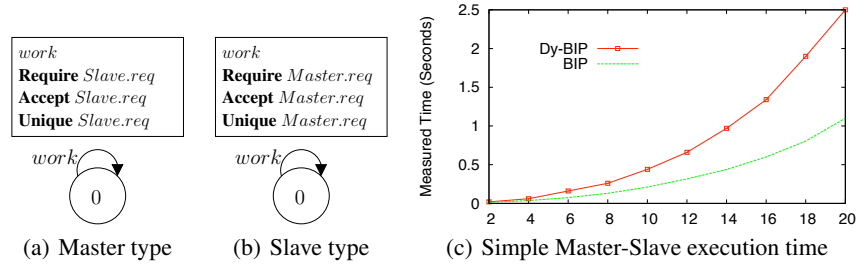 work
Require Slave.req
Accept Slave.req
Unique Slave.req
work
0
(a) Master type
work
Require Master.req
Accept Master.req
Unique Master.req
work
0
(b) Slave type
Measured Time (Seconds)
2.5
2
1.5
1
0.5
0
Dy-BIP
BIP
2 4 6 8 10 12 14 16 18 20
(c) Simple Master-Slave execution time